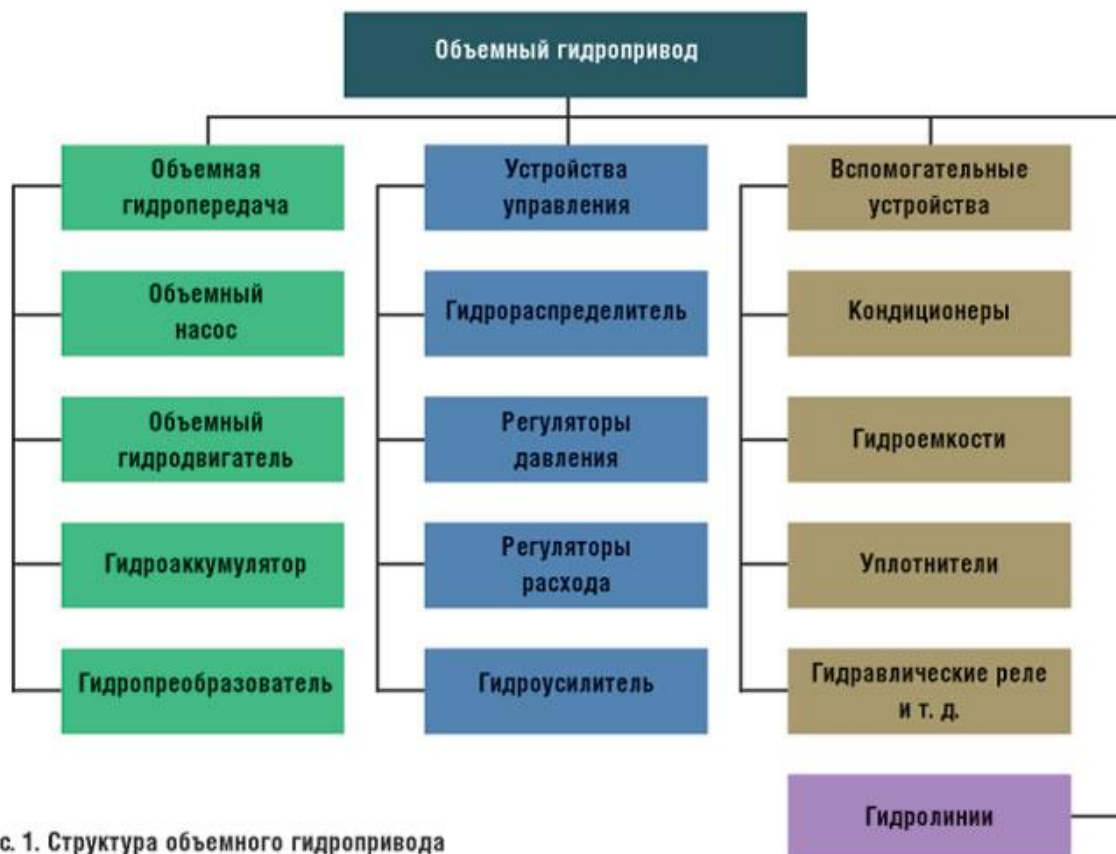 Объемный гидропривод
Объемная
гидропередача
Устройства
управления
Вспомогательные
устройства
Объемный
насос
Гидрораспределитель
Кондиционеры
Объемный
гидродвигатель
Регуляторы
давления
Гидроемкости
Гидроаккумулятор
Регуляторы
расхода
Уплотнители
Гидропреобразователь
Гидроусилитель
Гидравлические реле
и т. д.
Гидролинии
с. 1. Структура объемного гидропривода